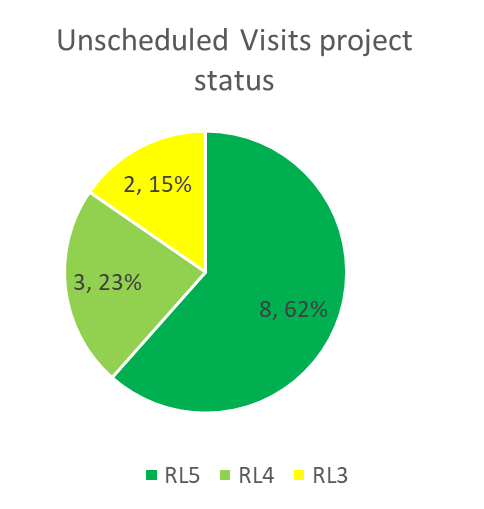 Unscheduled Visits project
status
2, 15%
3, 23%
8, 62%
RL5 RL4 RL3